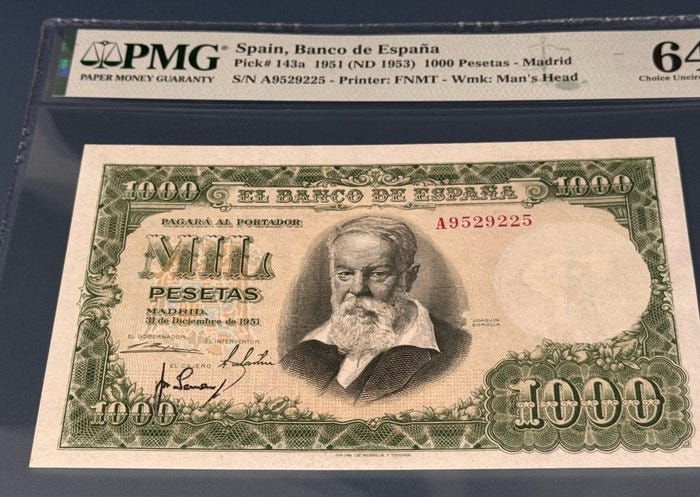 PMG
PAPER MONEY GUARANTY
Spain, Banco de España
Pick# 143a 1951 (ND 1953) 1000 Pesetas - Madrid
S/N A9529225 - Printer: FNMT - Wmk: Man's Head
64
Choice Uncirc
1000 EL BANCO DE ESPAÑA 1000
PAGARÁ AL PORTADOR
A9529225
MIL
PESETAS
MADRID,
31 de Diciembre de 1951
JOAQUIN
SOROLLA
EL GOBERNADOR
EL INTERVENTOR
EL CAJERO
1000
1000